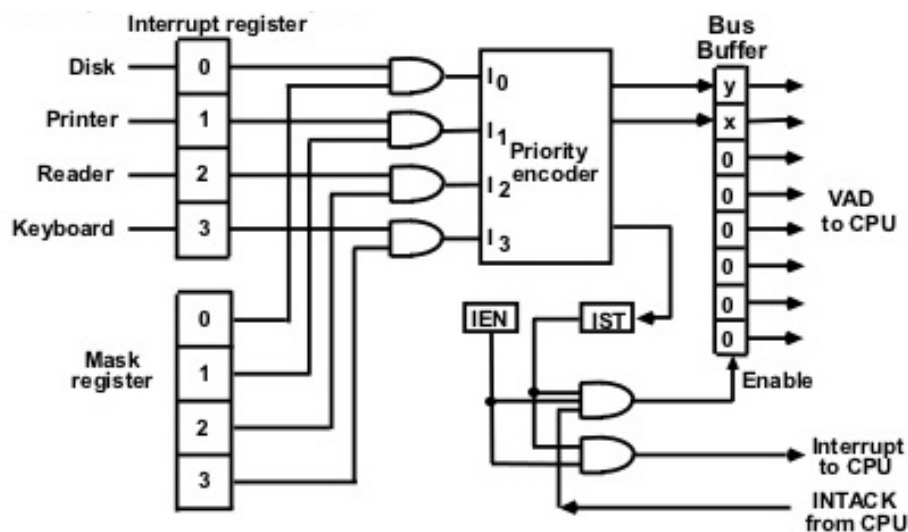 Interrupt register
Bus
Buffer
Disk
0
I0
y
Printer
1
I1
x
Priority
encoder
0
Reader
2
I2
0
VAD
to CPU
Keyboard
3
I3
0
0
0
IEN
IST
0
0
Mask
register
1
Enable
2
Interrupt
to CPU
3
INTACK
from CPU